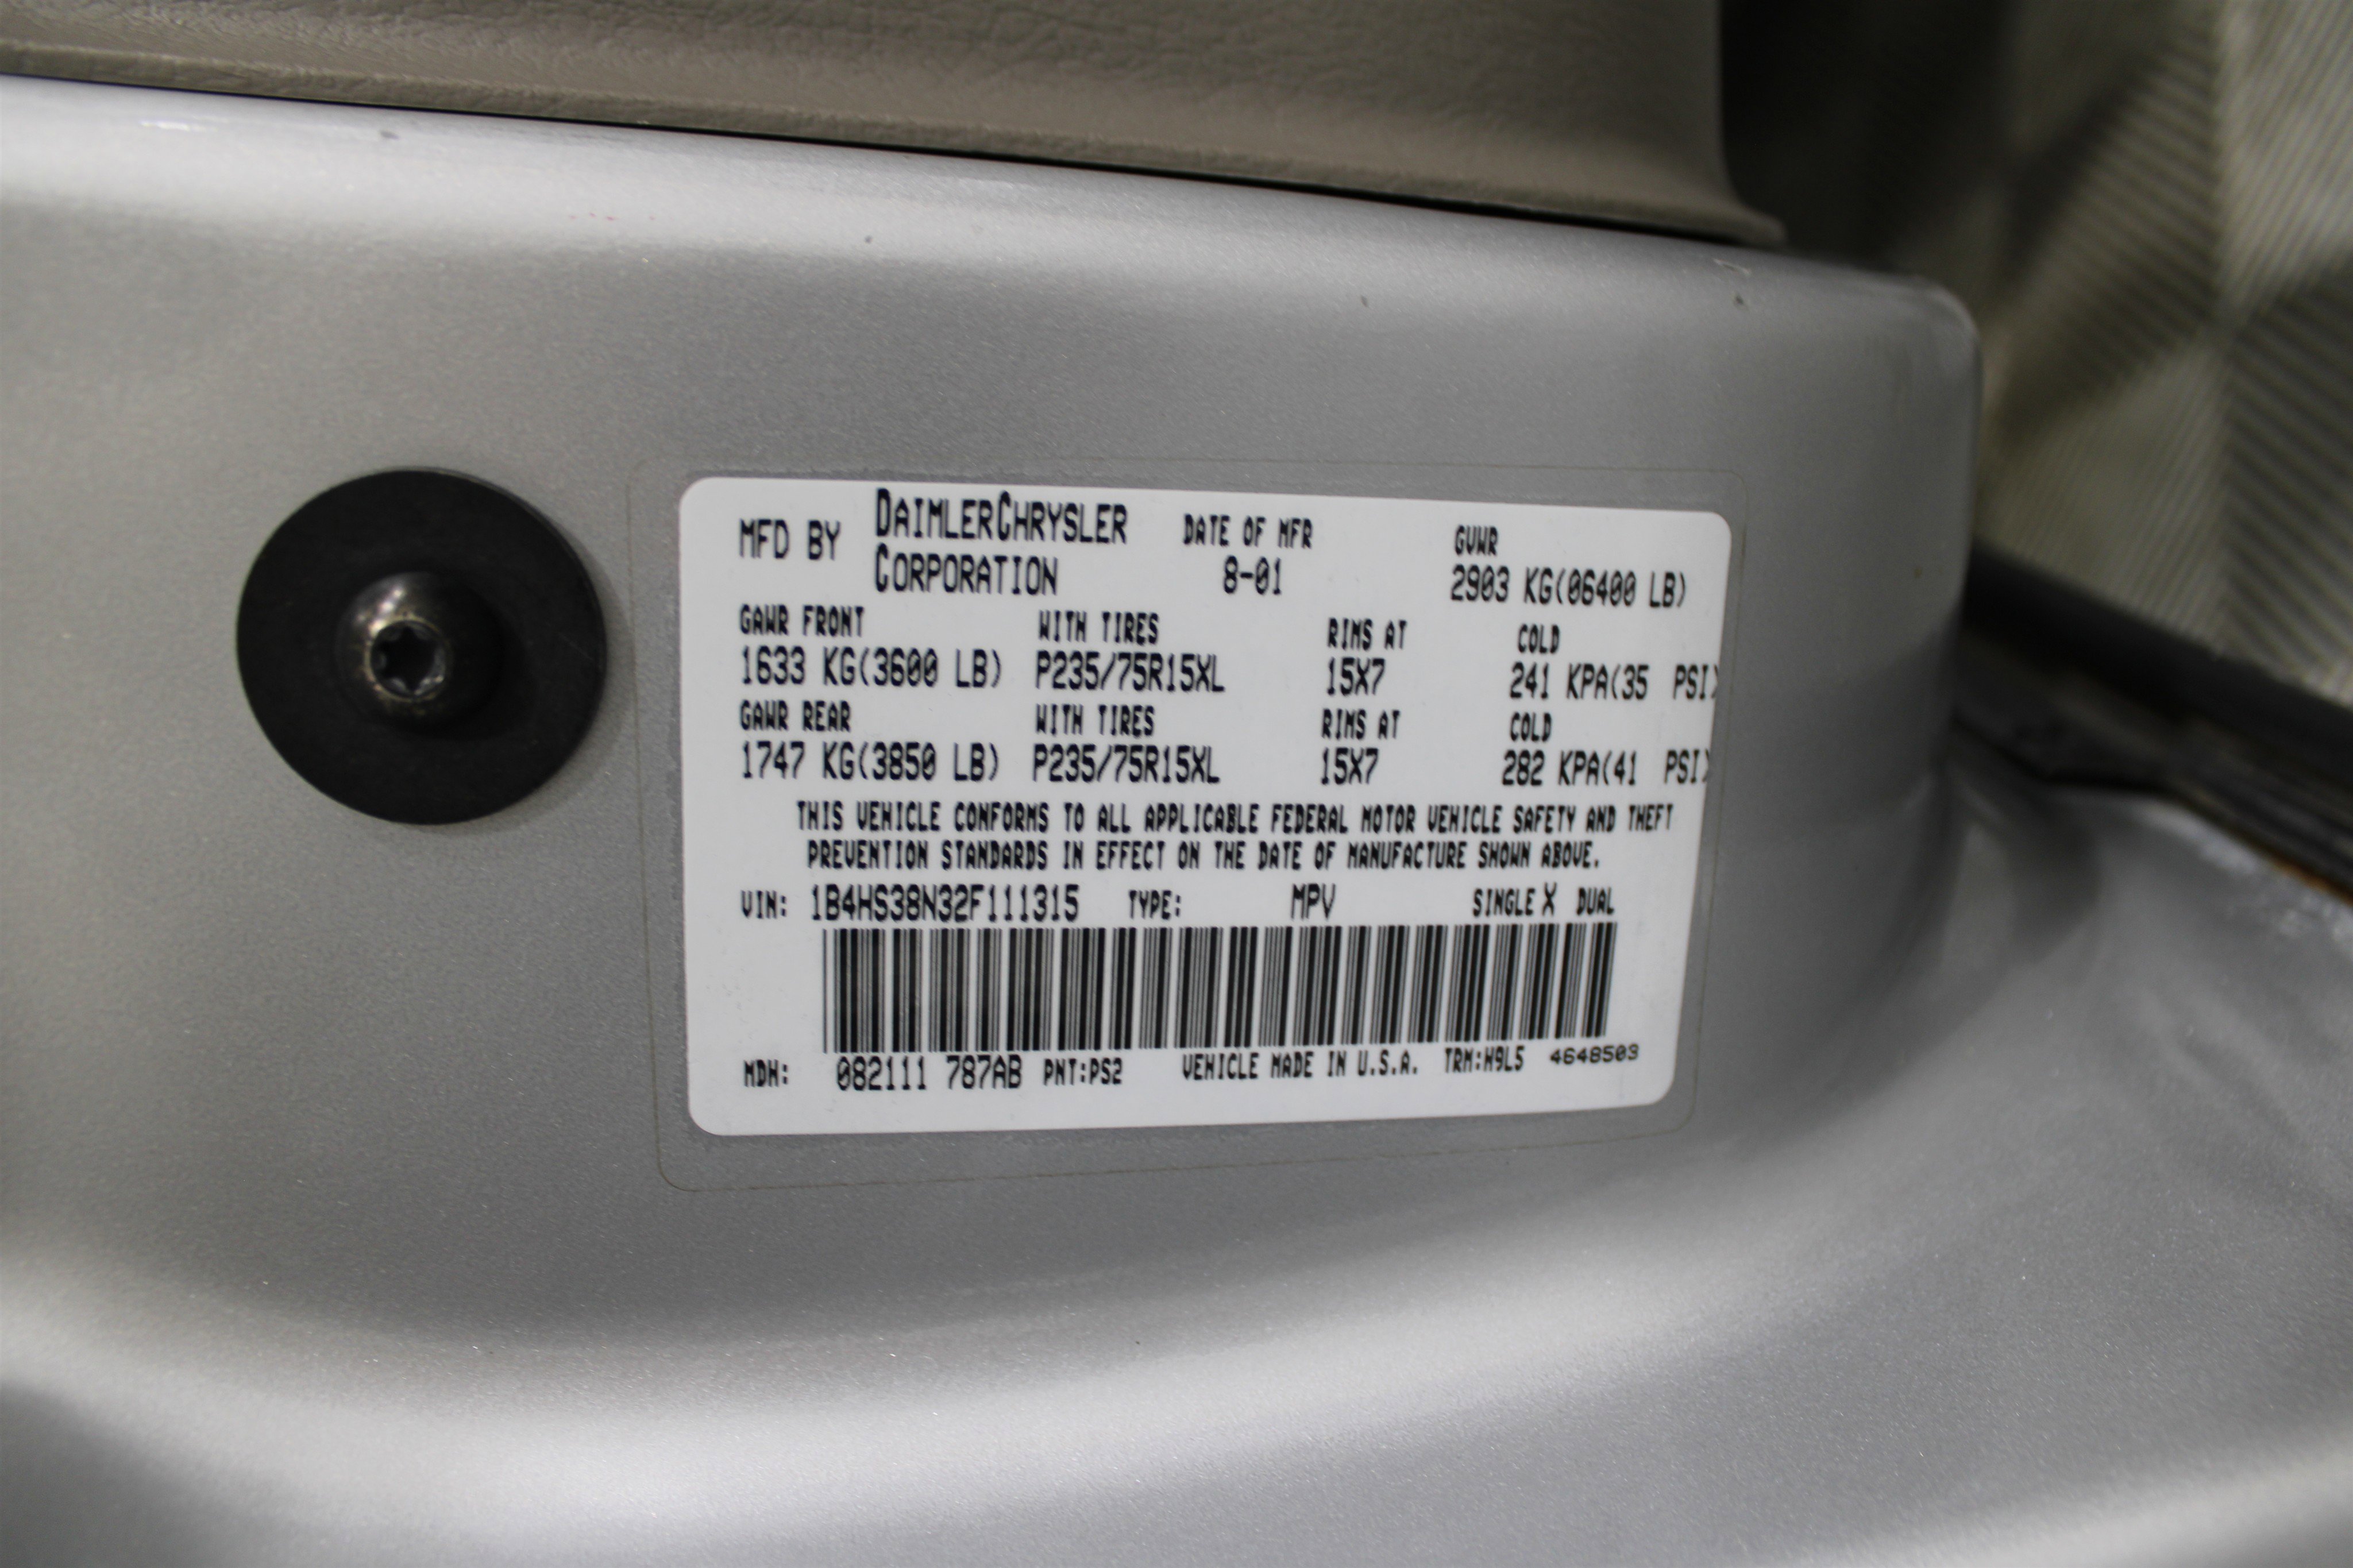 MFD BY DAIMLERCHRYSLER CORPORATION DATE OF MFR 8-01 GVWR 2903 KG(06400 LB)
GAWR FRONT WITH TIRES RIMS AT COLD
1633 KG(3600 LB) P235/75R15XL 15X7 241 KPA(35 PSI)
GAWR REAR WITH TIRES RIMS AT COLD
1747 KG(3850 LB) P235/75R15XL 15X7 282 KPA(41 PSI)
THIS VEHICLE CONFORMS TO ALL APPLICABLE FEDERAL MOTOR VEHICLE SAFETY AND THEFT
PREVENTION STANDARDS IN EFFECT ON THE DATE OF MANUFACTURE SHOWN ABOVE.
VIN: 1B4HS38N32F111315 TYPE: MPV SINGLE X DUAL
MDH: 082111 787AB PNT:PS2 VEHICLE MADE IN U.S.A. TRM:H9L5 4648503